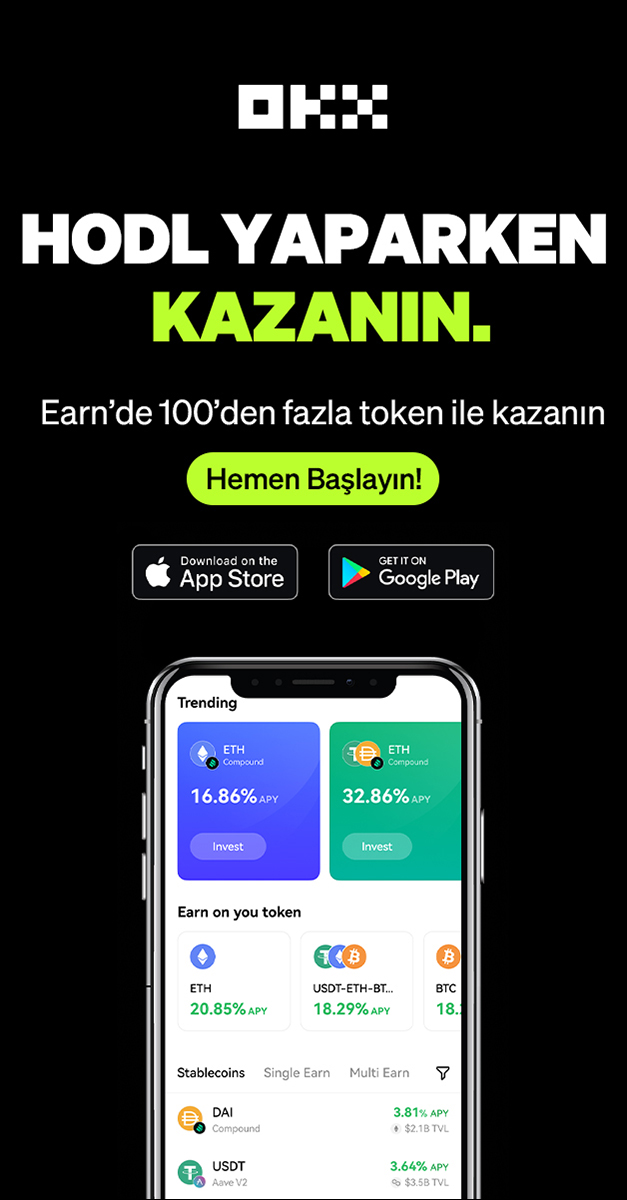 OKX
HODL YAPARKEN
KAZANIN.
Earn’de 100’den fazla token ile kazanın
Hemen Başlayın!
Download on the
App Store
GET IT ON
Google Play
Trending
ETH
Compound
16.86% APY
Invest
ETH
Compound
32.86% APY
Invest
Earn on you token
ETH
20.85% APY
USDT-ETH-BT...
18.29% APY
BTC
18.
Stablecoins Single Earn Multi Earn
DAI
3.81% APY
Compound
$2.1B TVL
USDT
3.64% APY
Aave V2
$3.5B TVL